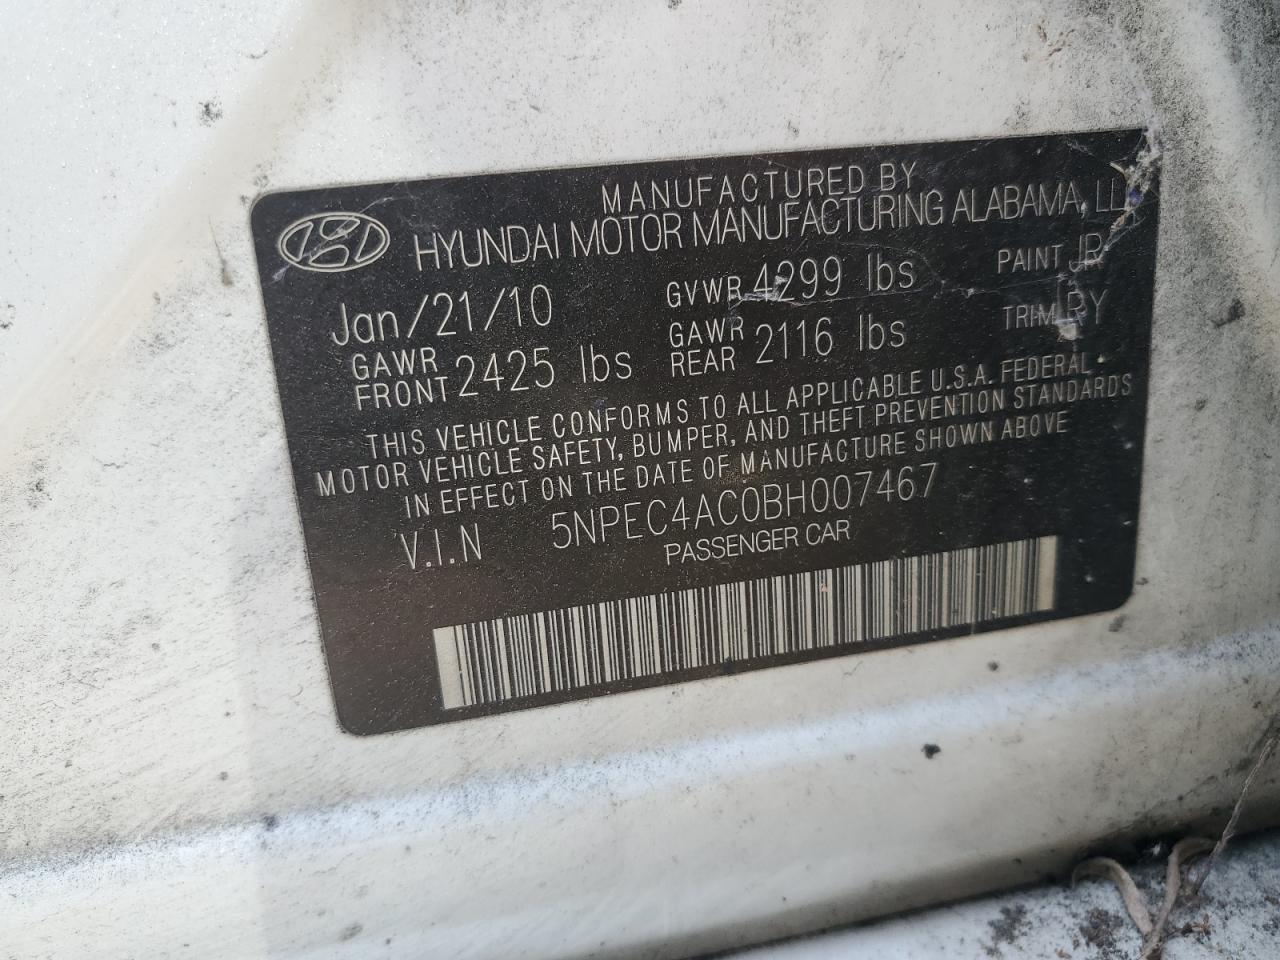 MANUFACTURED BY
HYUNDAI MOTOR MANUFACTURING ALABAMA,
Jan/21/10 GVWR 4299 lbs PAINT JR
GAWR FRONT 2425 lbs GAWR REAR 2116 lbs TRIM RY
THIS VEHICLE CONFORMS TO ALL APPLICABLE U.S.A. FEDERAL
MOTOR VEHICLE SAFETY, BUMPER, AND THEFT PREVENTION STANDARDS
IN EFFECT ON THE DATE OF MANUFACTURE SHOWN ABOVE
V.I.N 5NPEC4AC0BH007467
PASSENGER CAR